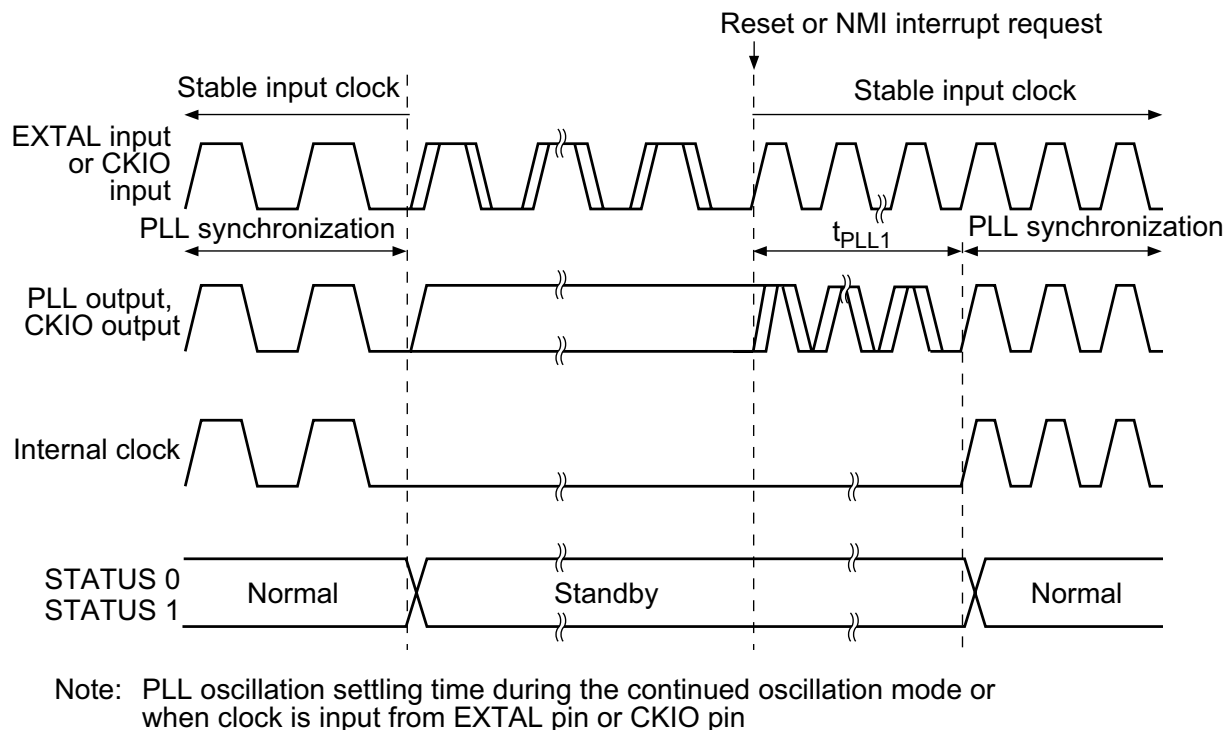 Reset or NMI interrupt request
Stable input clock
Stable input clock
EXTAL input
or CKIO
input
PLL synchronization
tPLL1
PLL synchronization
PLL output,
CKIO output
Internal clock
STATUS 0
STATUS 1
Normal
Standby
Normal
Note: PLL oscillation settling time during the continued oscillation mode or
when clock is input from EXTAL pin or CKIO pin